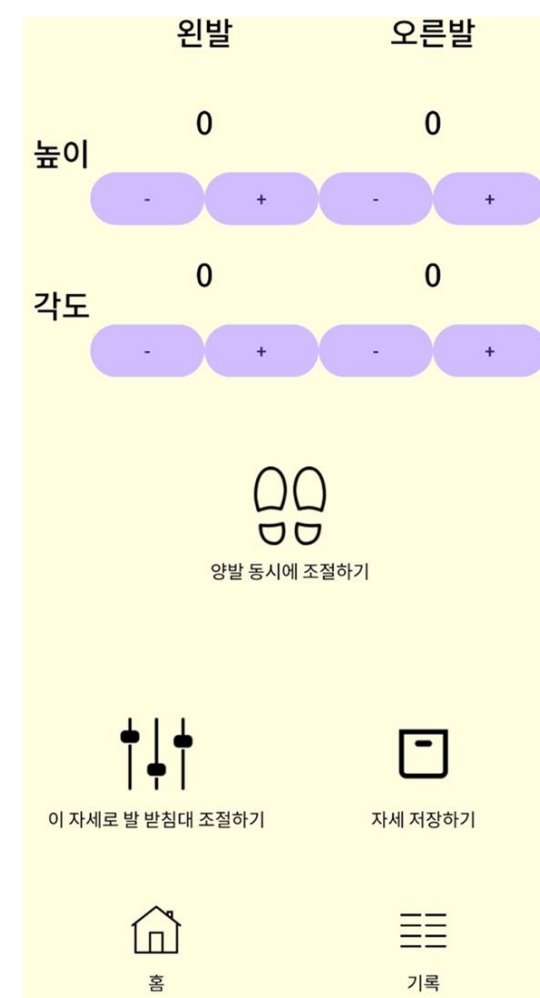 왼발 오른발
0 0
높이
- + - +
0 0
각도
- + - +
양발 동시에 조절하기
이 자세로 발 받침대 조절하기 자세 저장하기
홈 기록